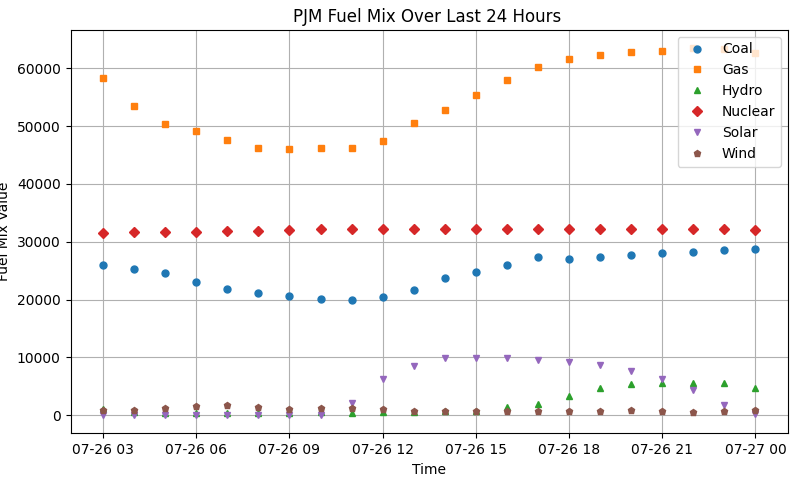 PJM Fuel Mix Over Last 24 Hours
Coal
Gas
Hydro
Nuclear
Solar
Wind
60000
50000
40000
30000
20000
10000
0
Fuel Mix Value
07-26 03
07-26 06
07-26 09
07-26 12
07-26 15
07-26 18
07-26 21
07-27 00
Time